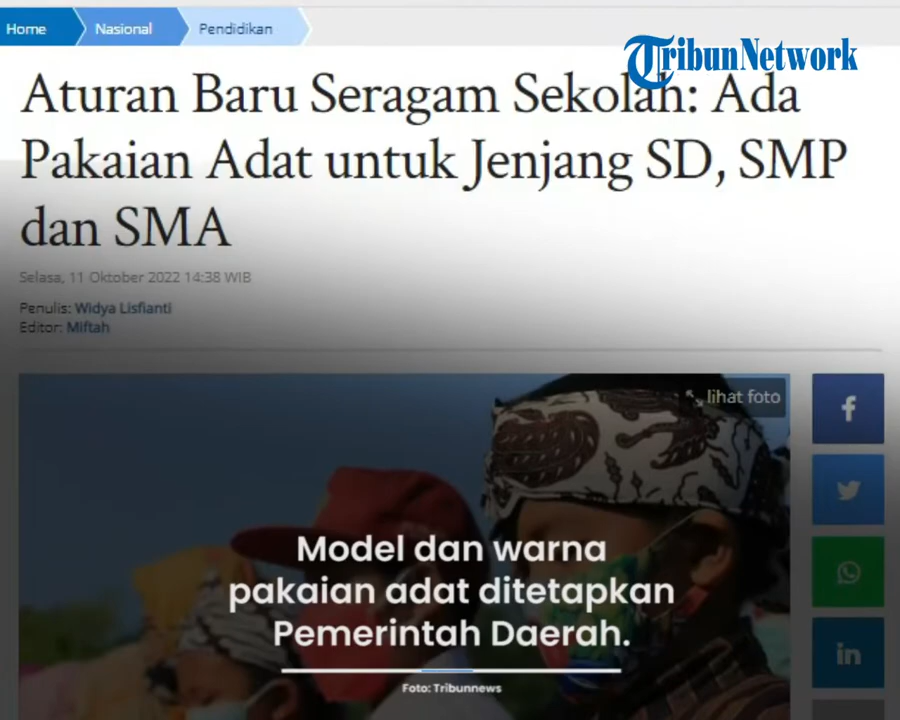 Home Nasional Pendidikan
TribunNetwork
Aturan Baru Seragam Sekolah: Ada
Pakaian Adat untuk Jenjang SD, SMP
dan SMA
Selasa, 11 Oktober 2022 14:38 WIB
Penulis: Widya Lisfianti
Editor: Miftah
lihat foto
Model dan warna
pakaian adat ditetapkan
Pemerintah Daerah.
Foto: Tribunnews